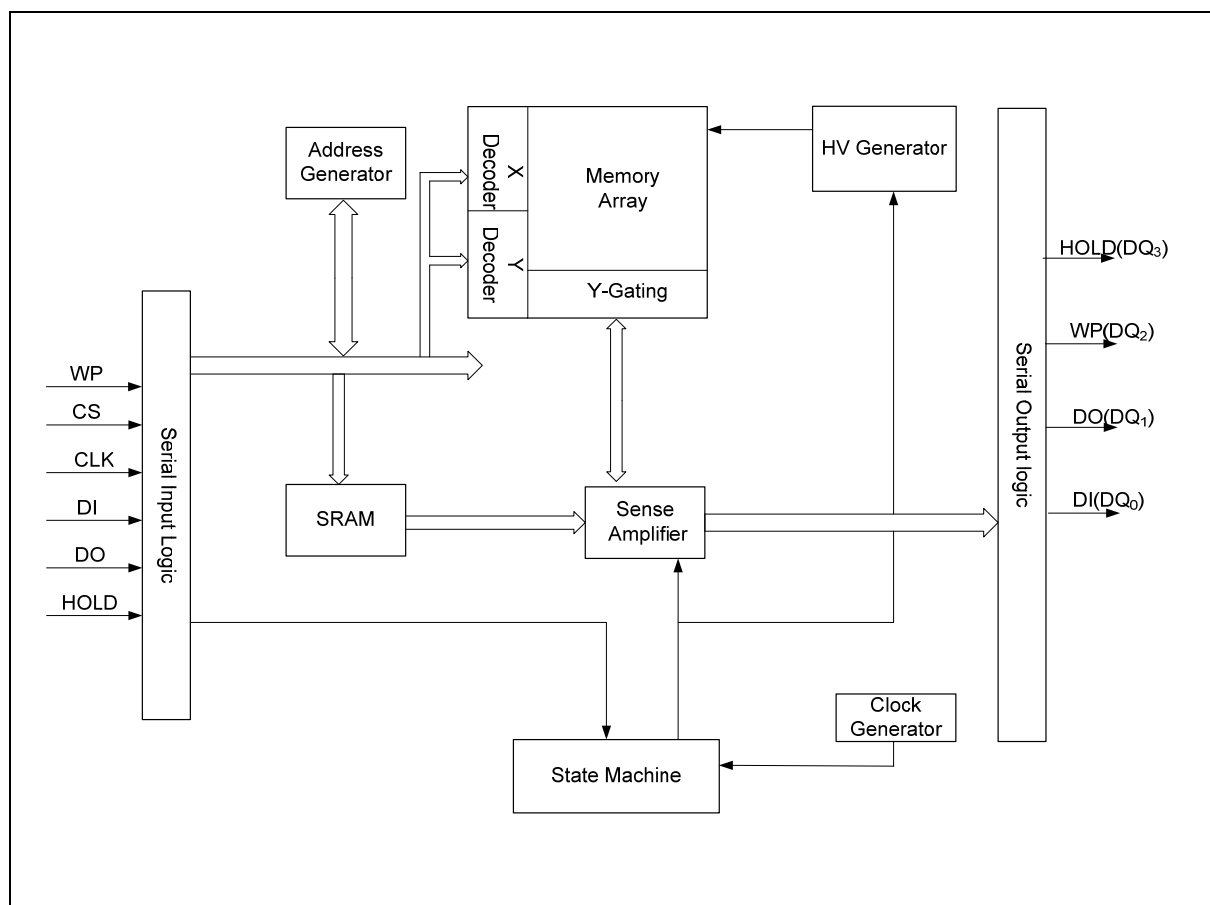 Address
Generator
X
Decoder
Y
Decoder
Memory
Array
Y-Gating
HV Generator
WP
CS
CLK
DI
DO
HOLD
Serial Input Logic
SRAM
Sense
Amplifier
State Machine
Clock
Generator
Serial Output logic
HOLD(DQ₃)
WP(DQ₂)
DO(DQ₁)
DI(DQ₀)